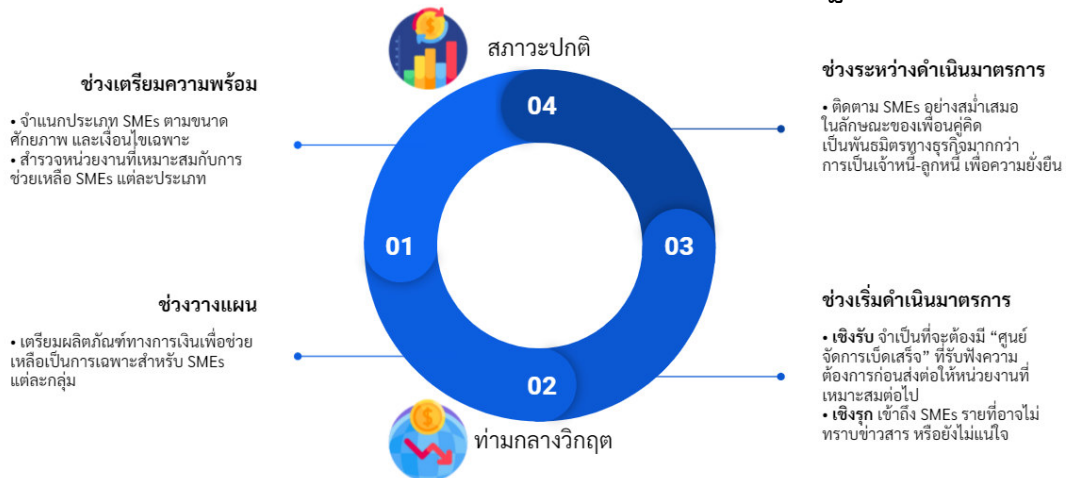 สภาวะปกติ
ช่วงเตรียมความพร้อม
• จำแนกประเภท SMEs ตามขนาด
ศักยภาพ และเงื่อนไขเฉพาะ
• สำรวจหน่วยงานที่เหมาะสมกับการ
ช่วยเหลือ SMEs แต่ละประเภท
01
ช่วงวางแผน
• เตรียมผลิตภัณฑ์ทางการเงินเพื่อช่วย
เหลือเป็นการเฉพาะสำหรับ SMEs
แต่ละกลุ่ม
02
ท่ามกลางวิกฤต
03
ช่วงเริ่มดำเนินมาตรการ
• เชิงรับ จำเป็นที่จะต้องมี “ศูนย์
จัดการเบ็ดเสร็จ” ที่รับฟังความ
ต้องการก่อนส่งต่อให้หน่วยงานที่
เหมาะสมต่อไป
• เชิงรุก เข้าถึง SMEs รายที่อาจไม่
ทราบข่าวสาร หรือยังไม่แน่ใจ
04
ช่วงระหว่างดำเนินมาตรการ
• ติดตาม SMEs อย่างสม่ำเสมอ
ในลักษณะของเพื่อนคู่คิด
เป็นพันธมิตรทางธุรกิจมากกว่า
การเป็นเจ้าหนี้-ลูกหนี้ เพื่อความยั่งยืน